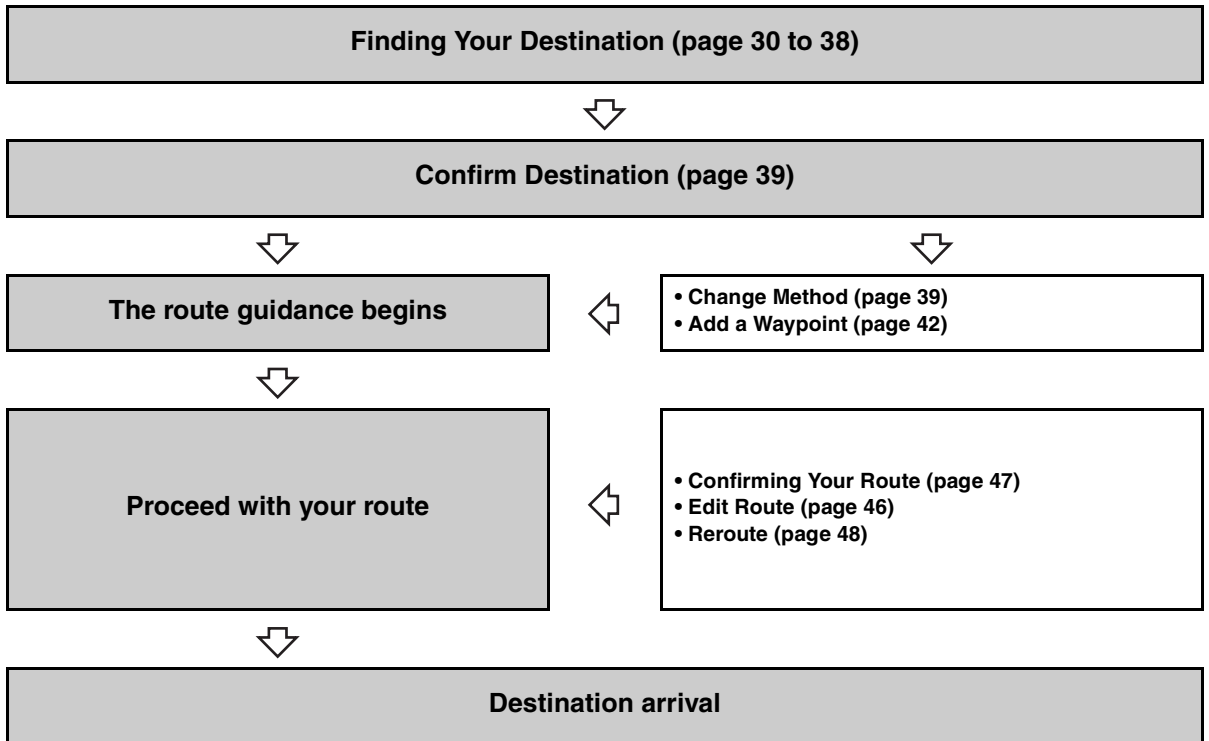 Finding Your Destination (page 30 to 38)
Confirm Destination (page 39)
The route guidance begins
• Change Method (page 39)
• Add a Waypoint (page 42)
Proceed with your route
• Confirming Your Route (page 47)
• Edit Route (page 46)
• Reroute (page 48)
Destination arrival